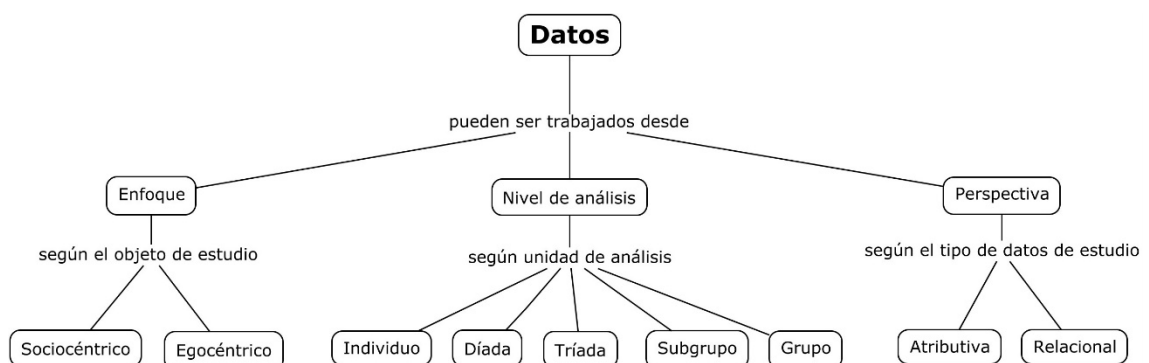 Datos
pueden ser trabajados desde
Enfoque
Nivel de análisis
Perspectiva
según el objeto de estudio
según unidad de análisis
según el tipo de datos de estudio
Sociocéntrico
Egocéntrico
Individuo
Díada
Tríada
Subgrupo
Grupo
Atributiva
Relacional